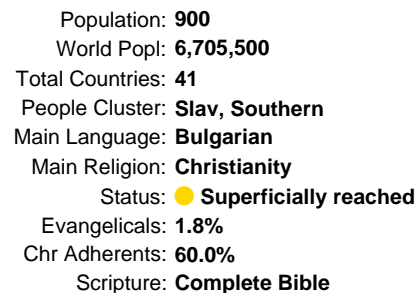 Population: 900
World Popl: 6,705,500
Total Countries: 41
People Cluster: Slav, Southern
Main Language: Bulgarian
Main Religion: Christianity
Status: Superficially reached
Evangelicals: 1.8%
Chr Adherents: 60.0%
Scripture: Complete Bible